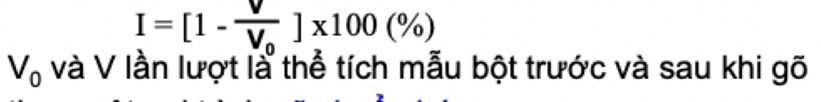 I = [1 - V/V₀ ] x100 (%)
V₀ và V lần lượt là thể tích mẫu bột trước và sau khi gõ